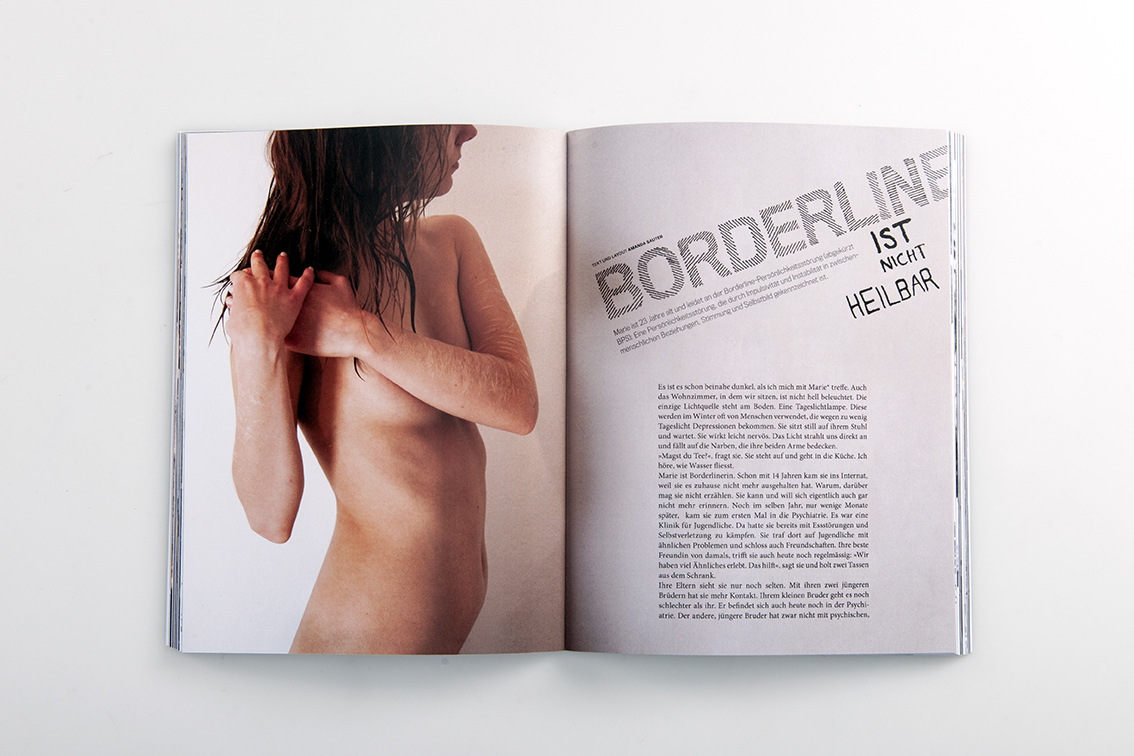 TEXT UND LAYOUT AMANDA SAUTER
BORDERLINE
IST
NICHT
HEILBAR
Marie ist 23 Jahre alt und leidet an der Borderline-Persönlichkeitsstörung (abgekürzt
BPS): Eine Persönlichkeitsstörung, die durch Impulsivität und Instabilität in zwischen-
menschlichen Beziehungen, Stimmung und Selbstbild gekennzeichnet ist.
Es ist es schon beinahe dunkel, als ich mich mit Marie* treffe. Auch
das Wohnzimmer, in dem wir sitzen, ist nicht hell beleuchtet. Die
einzige Lichtquelle steht am Boden. Eine Tageslichtlampe. Diese
werden im Winter oft von Menschen verwendet, die wegen zu wenig
Tageslicht Depressionen bekommen. Sie sitzt still auf ihrem Stuhl
und wartet. Sie wirkt leicht nervös. Das Licht strahlt uns direkt an
und fällt auf die Narben, die ihre beiden Arme bedecken.
»Magst du Tee?«, fragt sie. Sie steht auf und geht in die Küche. Ich
höre, wie Wasser fliesst.
Marie ist Borderlinerin. Schon mit 14 Jahren kam sie ins Internat,
weil sie es zuhause nicht mehr ausgehalten hat. Warum, darüber
mag sie nicht erzählen. Sie kann und will sich eigentlich auch gar
nicht mehr erinnern. Noch im selben Jahr, nur wenige Monate
später, kam sie zum ersten Mal in die Psychiatrie. Es war eine
Klinik für Jugendliche. Da hatte sie bereits mit Essstörungen und
Selbstverletzung zu kämpfen. Sie traf dort auf Jugendliche mit
ähnlichen Problemen und schloss auch Freundschaften. Ihre beste
Freundin von damals, trifft sie auch heute noch regelmässig: »Wir
haben viel Ähnliches erlebt. Das hilft«, sagt sie und holt zwei Tassen
aus dem Schrank.
Ihre Eltern sieht sie nur noch selten. Mit ihren zwei jüngeren
Brüdern hat sie mehr Kontakt. Ihrem kleinen Bruder geht es noch
schlechter als ihr. Er befindet sich auch heute noch in der Psychi-
atrie. Der andere, jüngere Bruder hat zwar nicht mit psychischen,